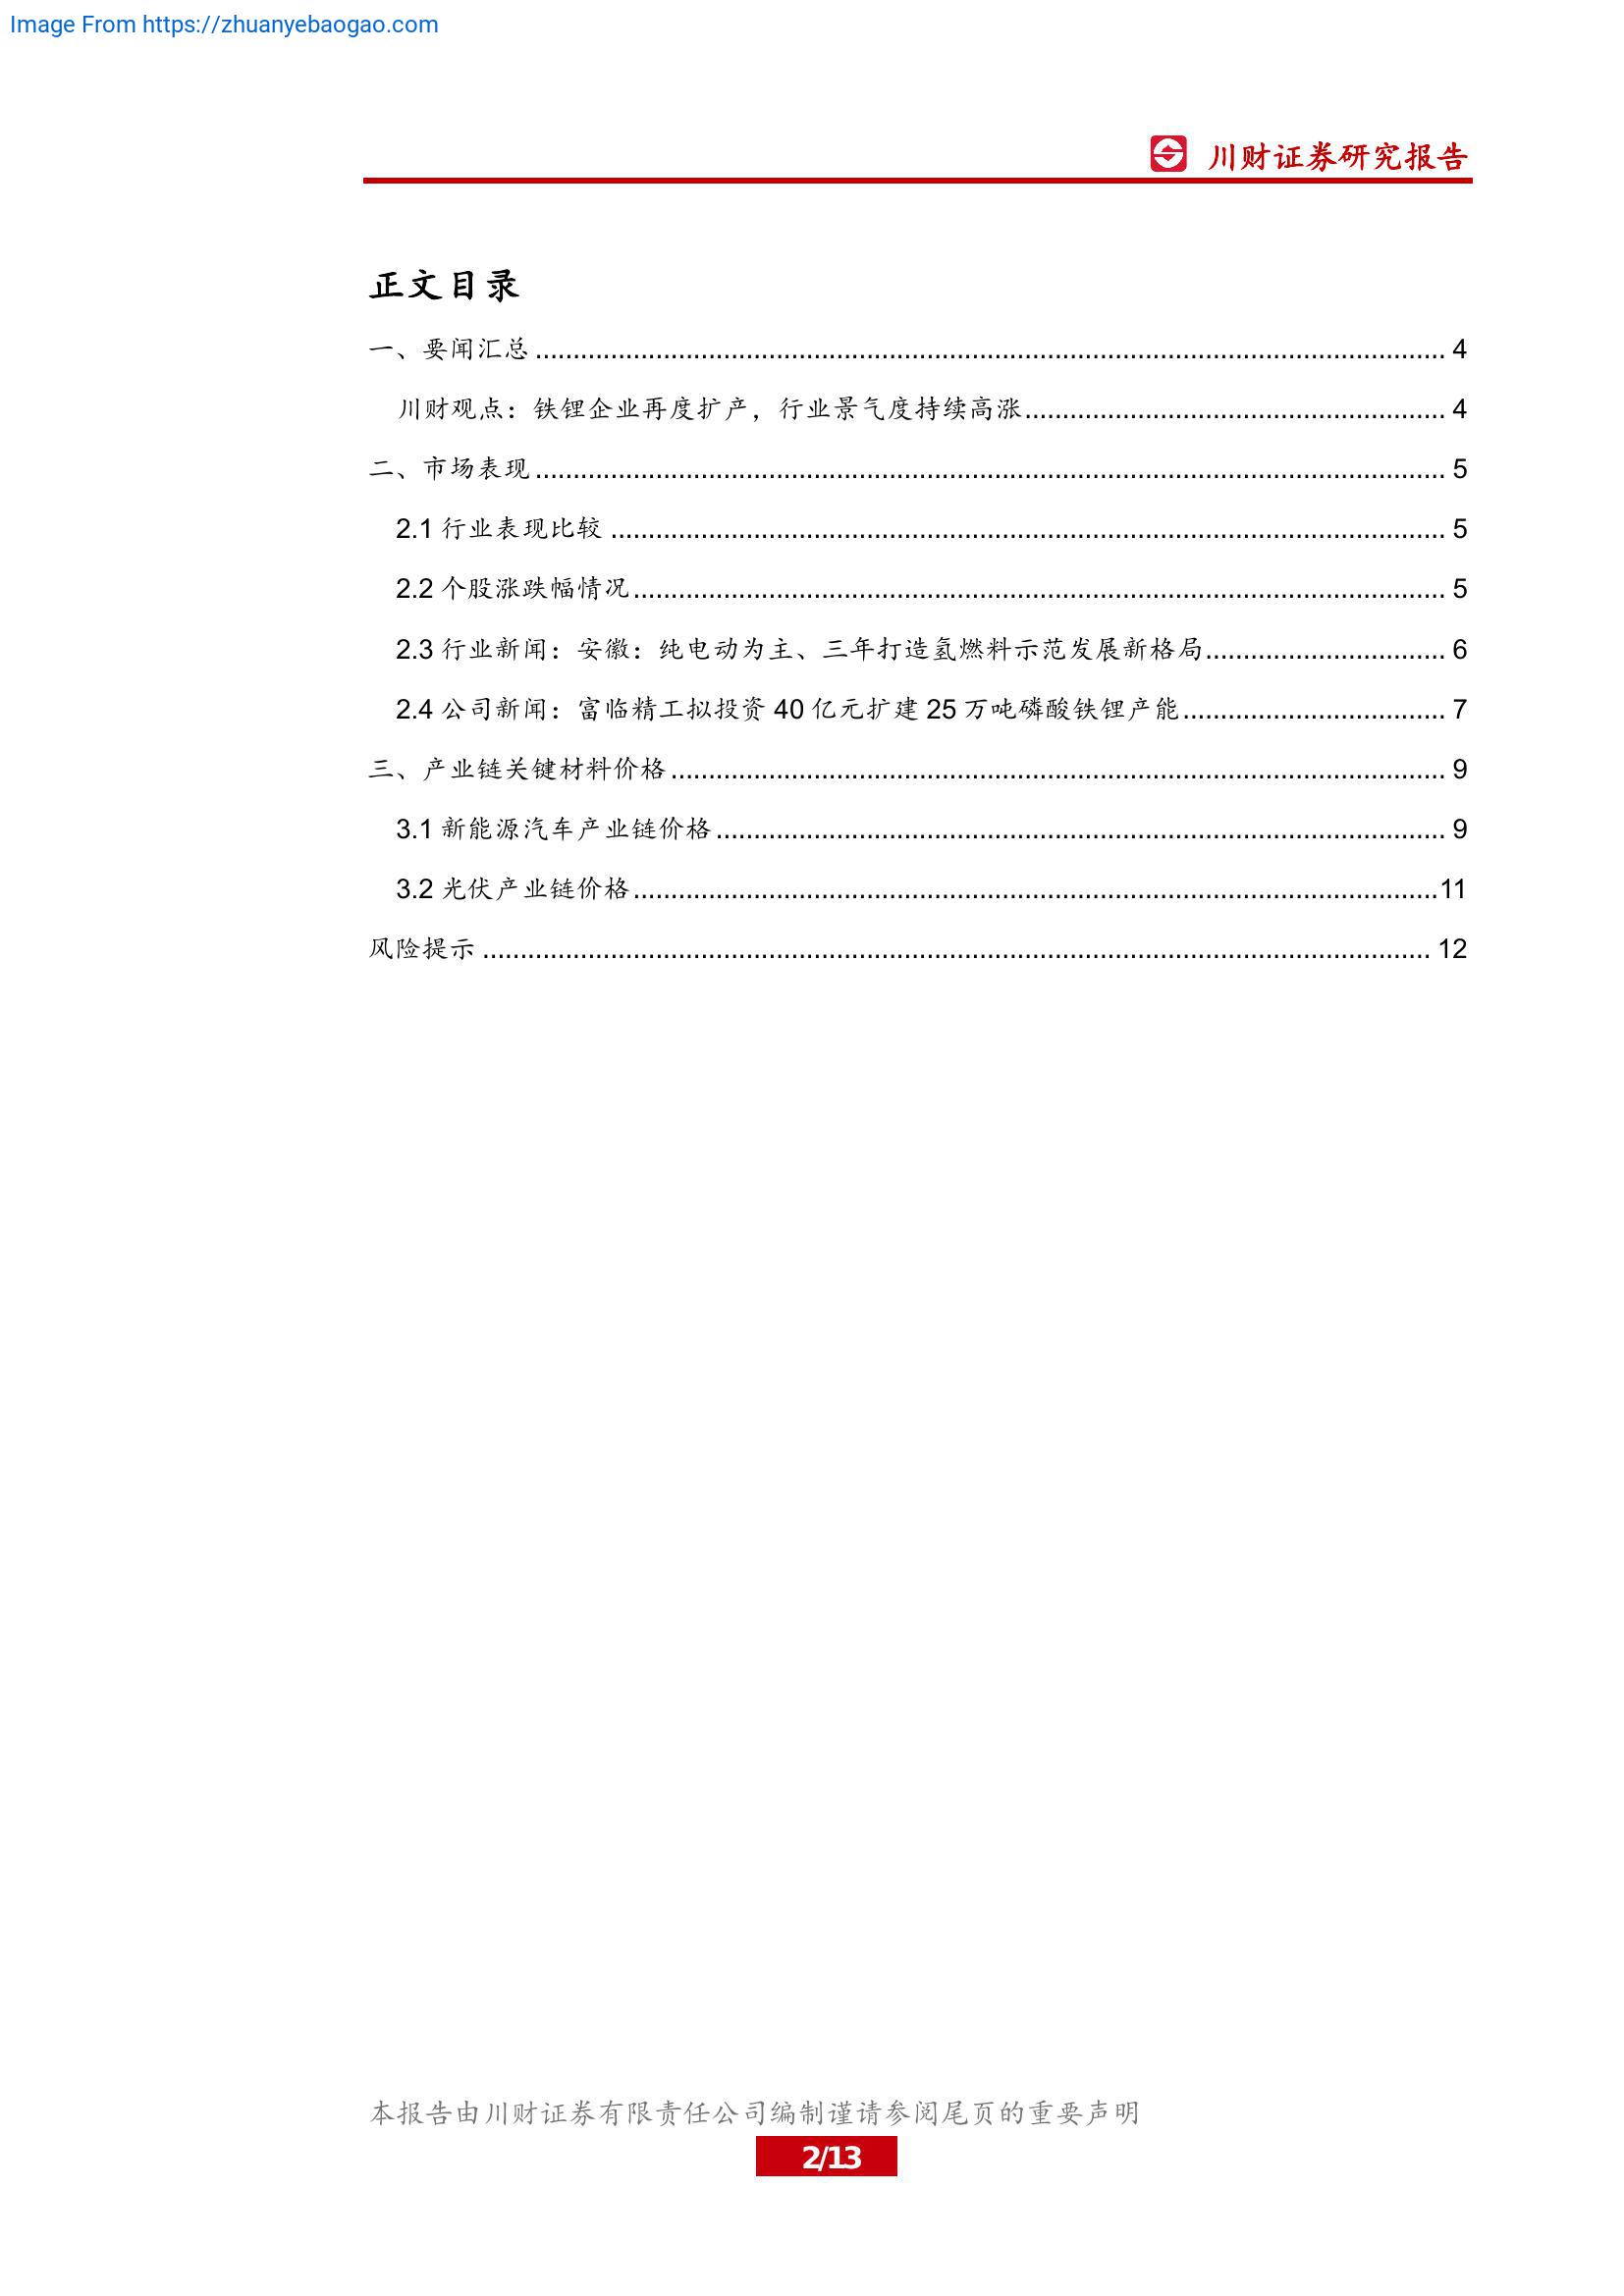 Image From https://zhuanyebaogao.com
川财证券研究报告
正文目录
一、要闻汇总 ........................................................................................................................ 4
川财观点：铁锂企业再度扩产，行业景气度持续高涨........................................................ 4
二、市场表现 ........................................................................................................................ 5
2.1 行业表现比较 .............................................................................................................. 5
2.2 个股涨跌幅情况........................................................................................................... 5
2.3 行业新闻：安徽：纯电动为主、三年打造氢燃料示范发展新格局................................ 6
2.4 公司新闻：富临精工拟投资 40 亿元扩建 25 万吨磷酸铁锂产能................................... 7
三、产业链关键材料价格 ...................................................................................................... 9
3.1 新能源汽车产业链价格 ................................................................................................ 9
3.2 光伏产业链价格..........................................................................................................11
风险提示 ............................................................................................................................. 12
本报告由川财证券有限责任公司编制谨请参阅尾页的重要声明
2/13